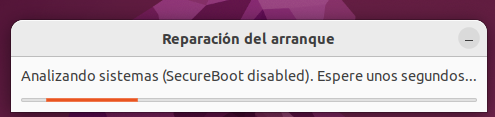 Reparación del arranque
Analizando sistemas (SecureBoot disabled). Espere unos segundos...